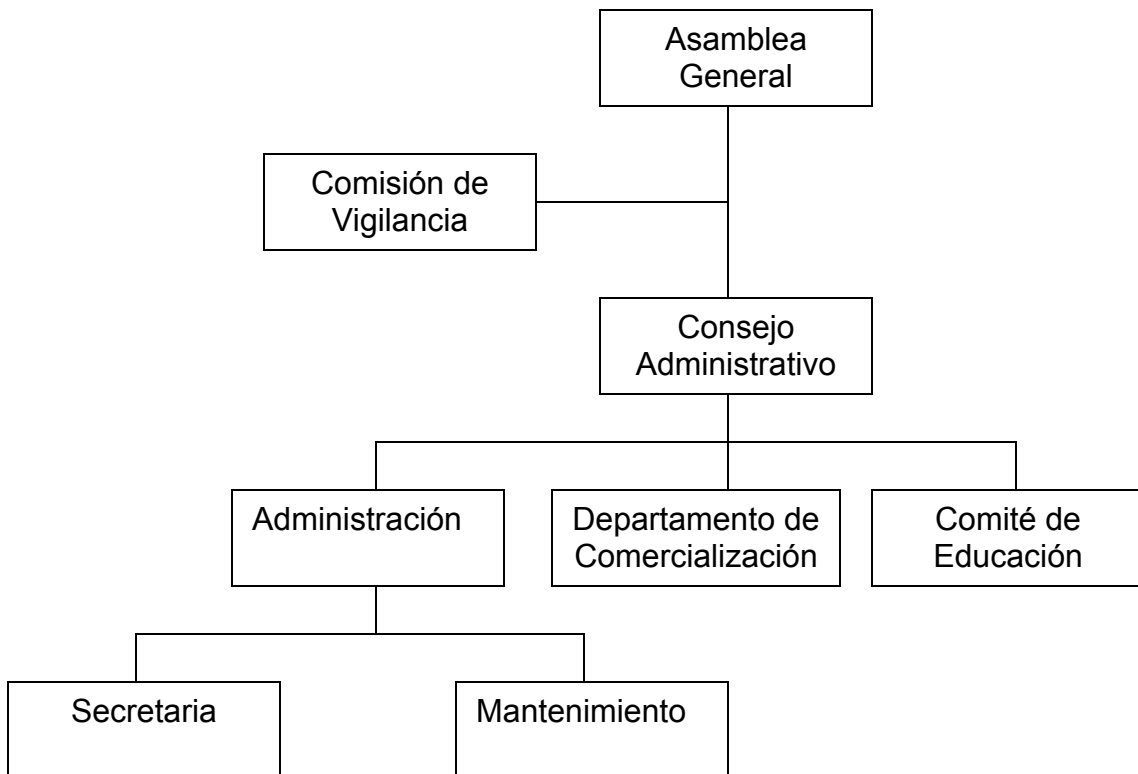 Asamblea
General
Comisión de
Vigilancia
Consejo
Administrativo
Administración
Departamento de
Comercialización
Comité de
Educación
Secretaria
Mantenimiento